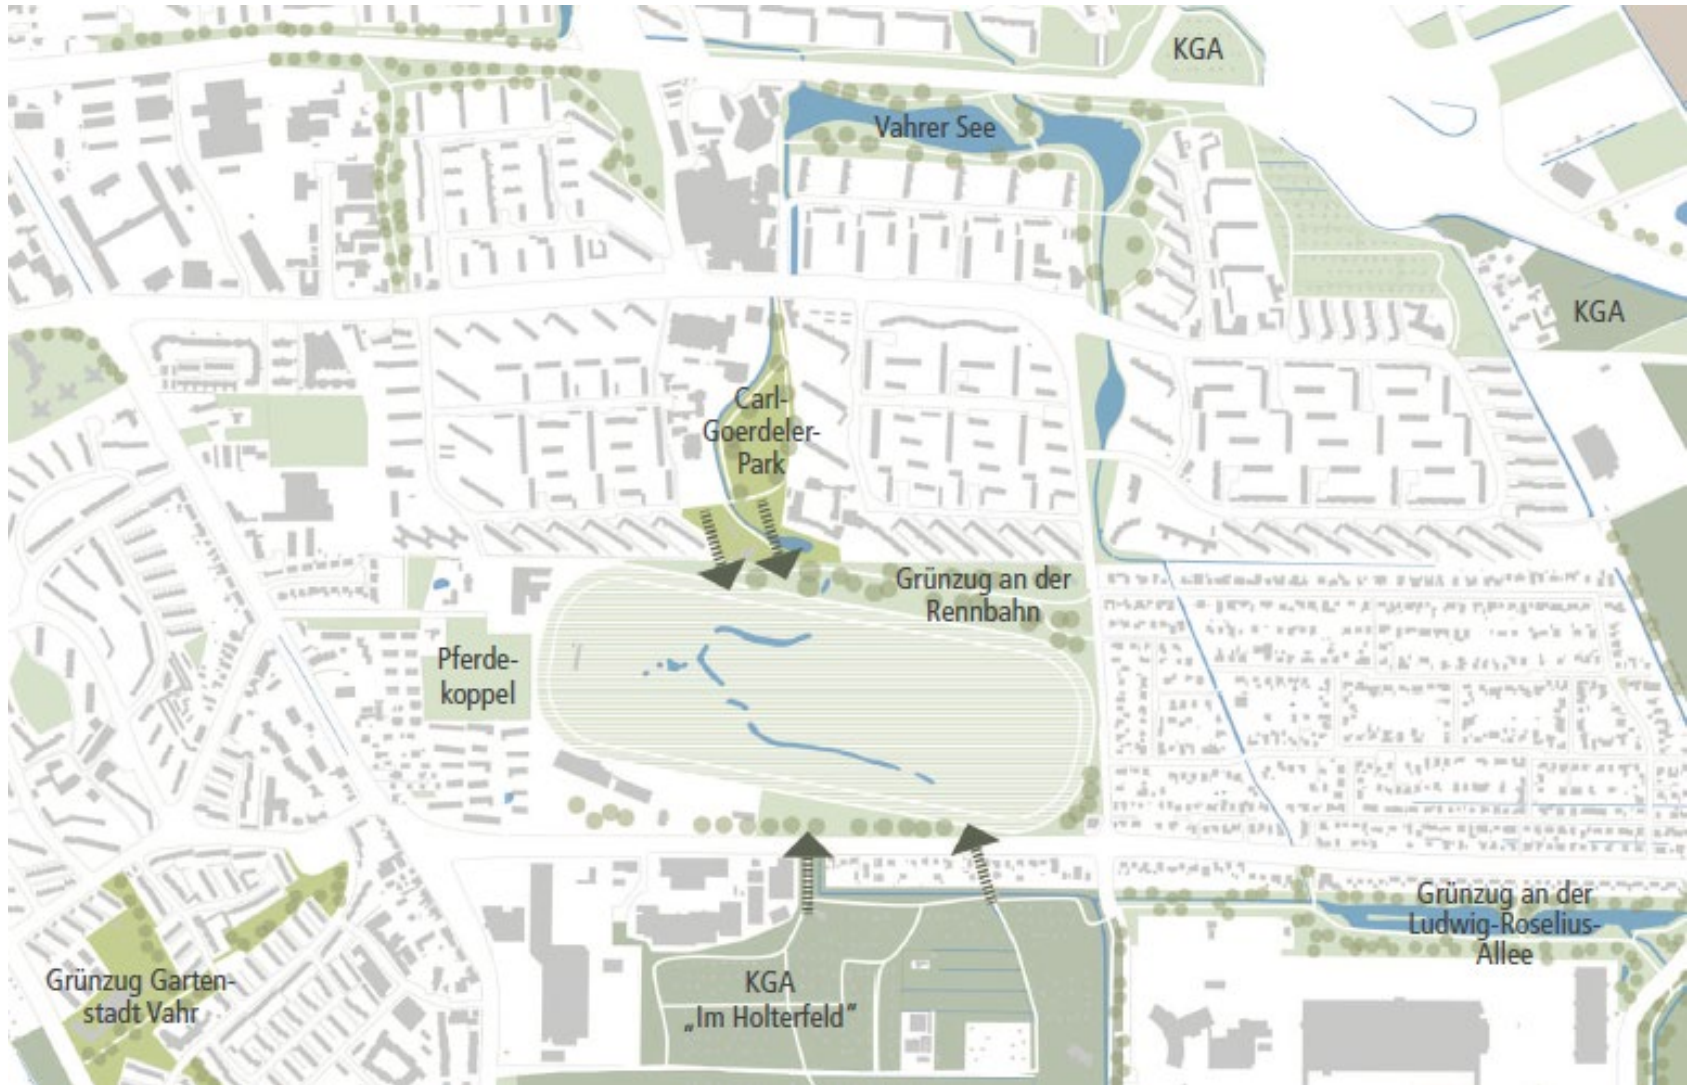 KGA
Vahrer See
KGA
Carl-
Goerdeler-
Park
Grünzug an der
Rennbahn
Pferde-
koppel
Grünzug an der
Ludwig-Roselius-
Allee
Grünzug Garten-
stadt Vahr
KGA
„Im Holterfeld“